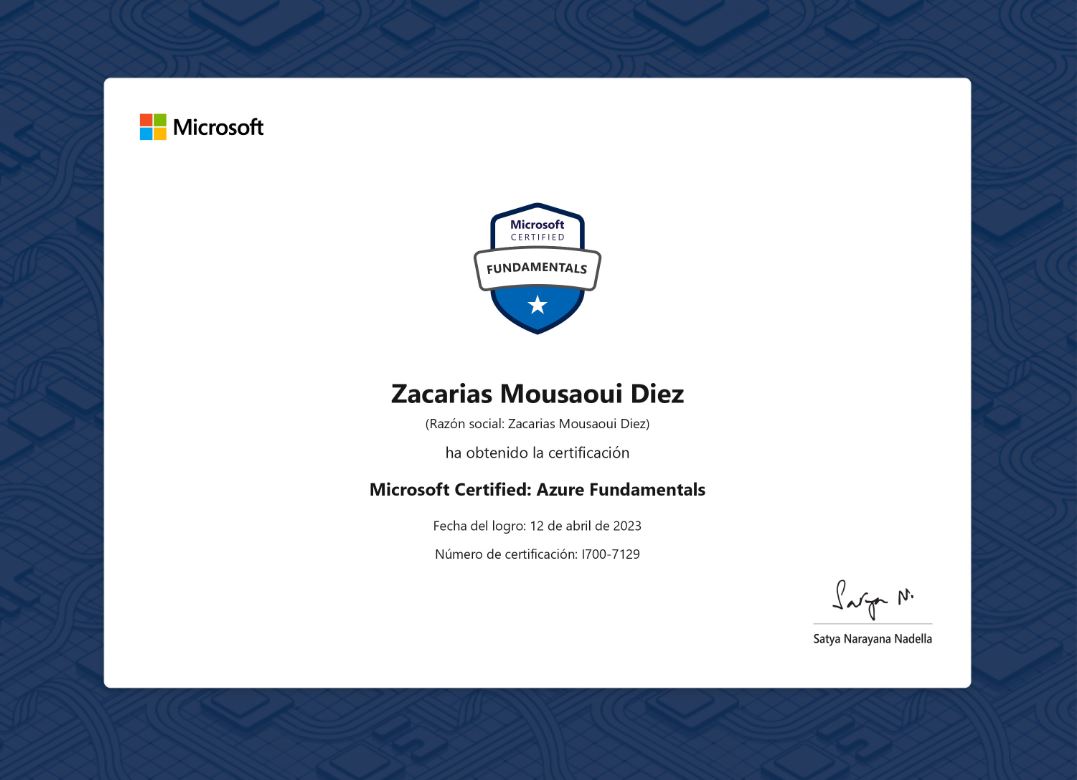 Microsoft
Microsoft
CERTIFIED
FUNDAMENTALS
Zacarias Mousaoui Diez
(Razón social: Zacarias Mousaoui Diez)
ha obtenido la certificación
Microsoft Certified: Azure Fundamentals
Fecha del logro: 12 de abril de 2023
Número de certificación: I700-7129
Satya N.
Satya Narayana Nadella